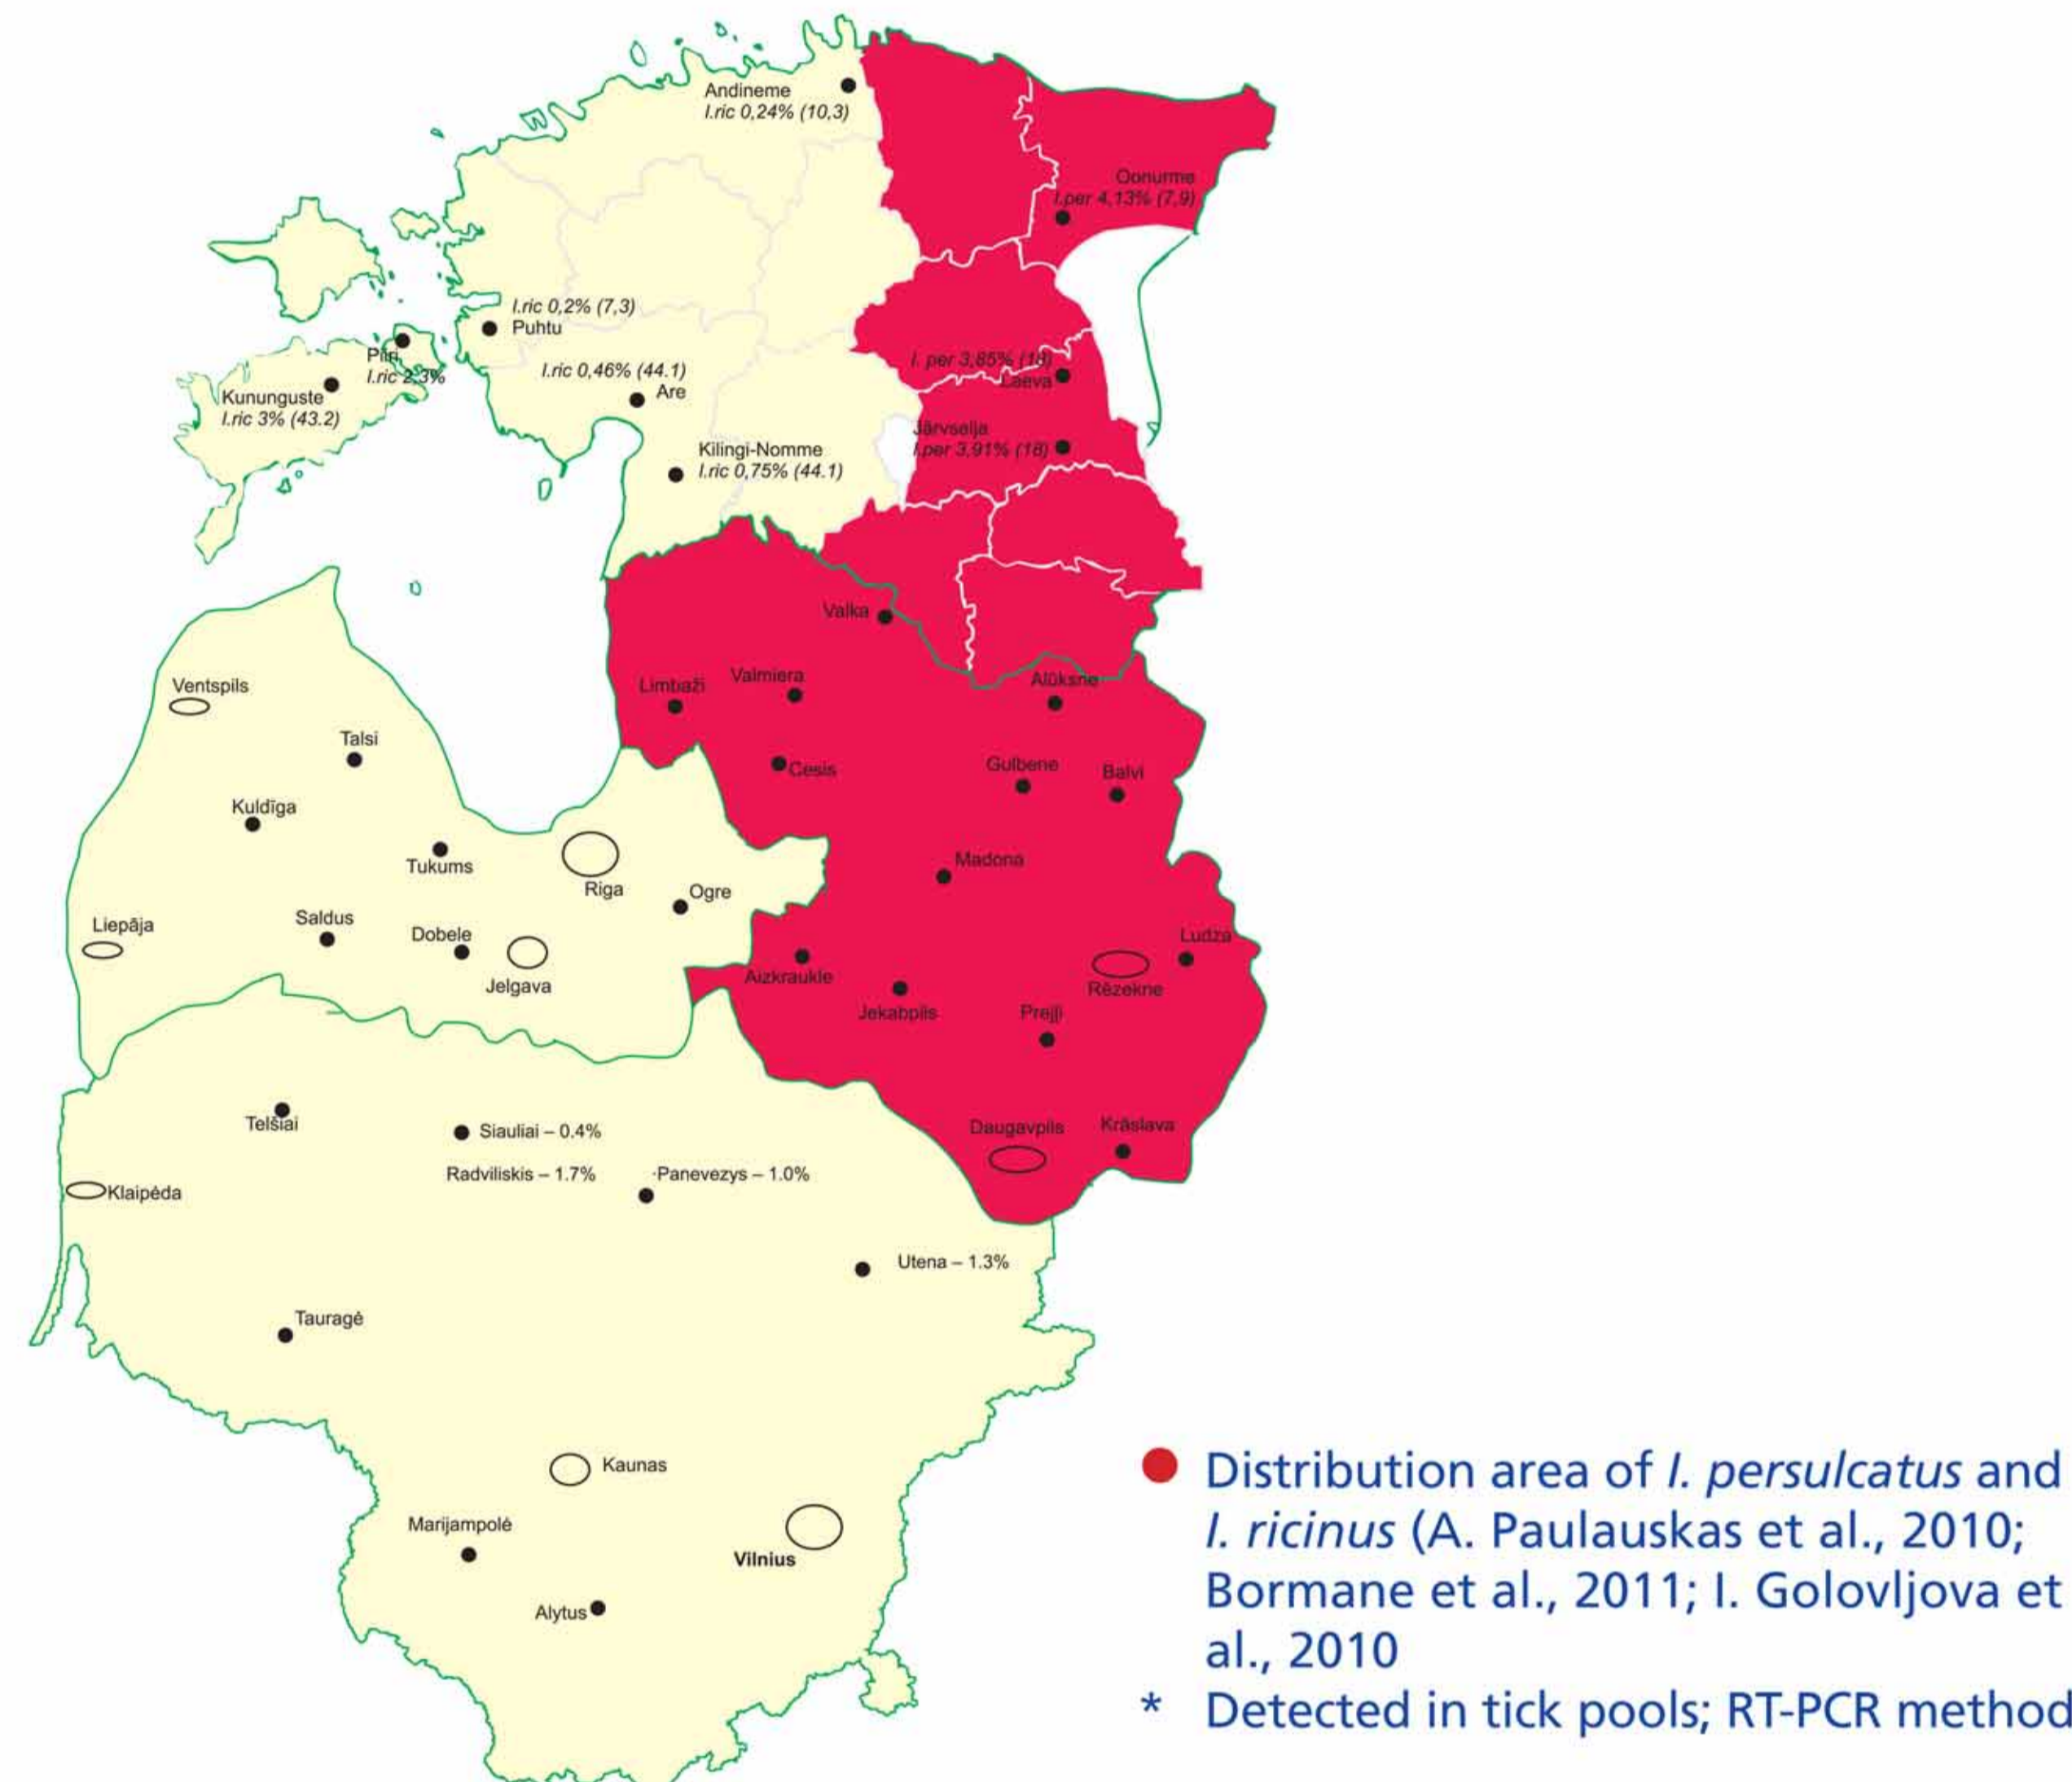 Andineme
I.ric 0,24% (10,3)
Oonurme
I.per 4,13% (7,9)
I.ric 0,2% (7,3)
Puhtu
Piiri
I.ric 2,3%
I.ric 0,46% (44.1)
Are
I. per 3,85% (18)
Laeva
Kununguste
I.ric 3% (43.2)
Järvselja
I.per 3,91% (18)
Kilingi-Nomme
I.ric 0,75% (44.1)
Valka
Ventspils
Limbaži
Valmiera
Alūksne
Talsi
Cesis
Gulbene
Balvi
Kuldīga
Tukums
Riga
Ogre
Madona
Liepāja
Saldus
Dobele
Jelgava
Aizkraukle
Jekabpils
Rēzekne
Ludza
Prejļi
Telšiai
Siauliai – 0.4%
Daugavpils
Krāslava
Radviliskis – 1.7%
·Panevezys – 1.0%
Klaipėda
Utena – 1.3%
Tauragė
Kaunas
Marijampolė
Vilnius
Alytus
Distribution area of I. persulcatus and
I. ricinus (A. Paulauskas et al., 2010;
Bormane et al., 2011; I. Golovljova et
al., 2010
* Detected in tick pools; RT-PCR method